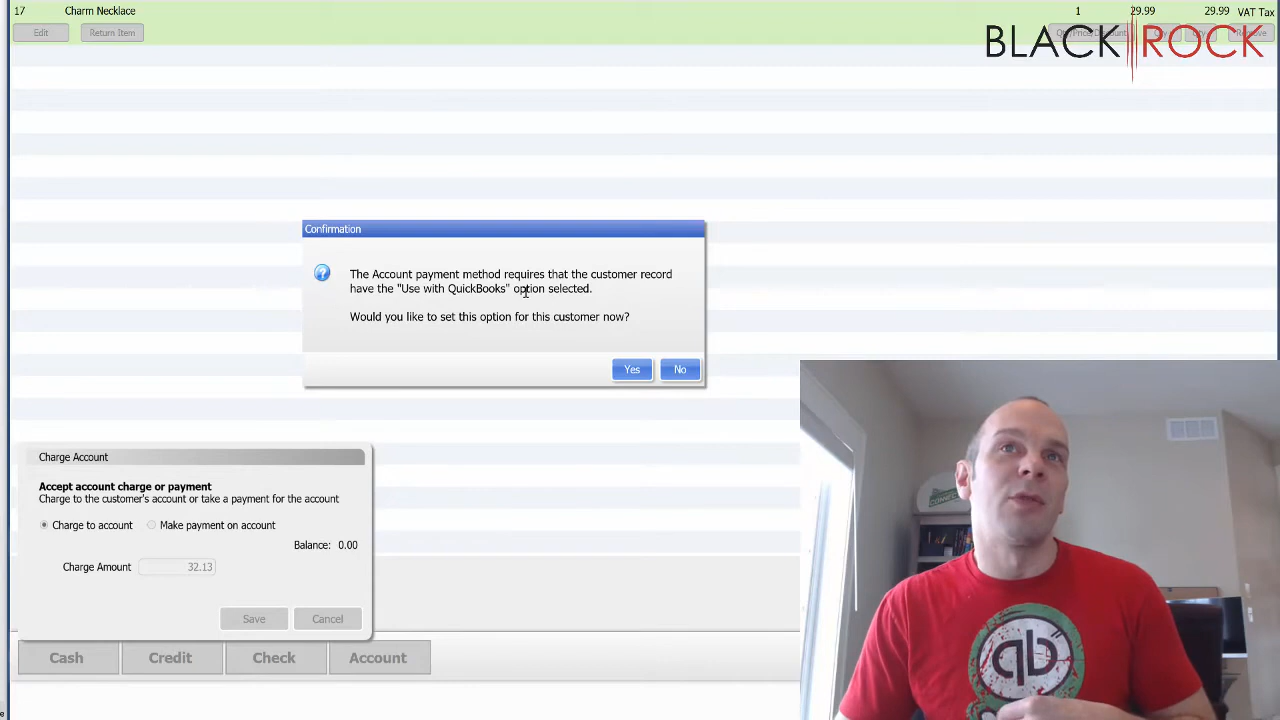 17 Charm Necklace 1 29.99 29.99 VAT Tax
Edit Return Item Remove
BLACK ROCK
Confirmation
The Account payment method requires that the customer record
have the "Use with QuickBooks" option selected.
Would you like to set this option for this customer now?
Yes No
Charge Account
Accept account charge or payment
Charge to the customer's account or take a payment for the account
Charge to account Make payment on account
Balance: 0.00
Charge Amount 32.13
Save Cancel
Cash Credit Check Account
qb